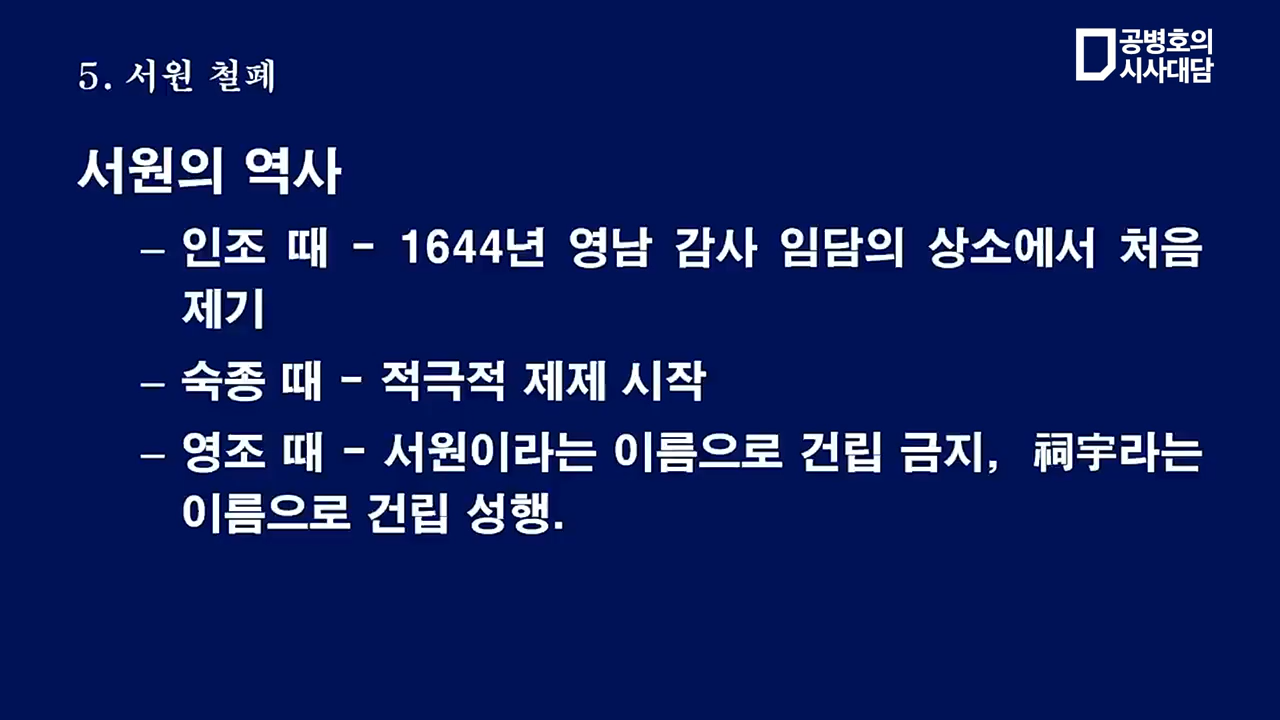 5. 서원 철폐
공병호의
시사대담
서원의 역사
– 인조 때 - 1644년 영남 감사 임담의 상소에서 처음
제기
– 숙종 때 - 적극적 제제 시작
– 영조 때 - 서원이라는 이름으로 건립 금지, 祠宇라는
이름으로 건립 성행.